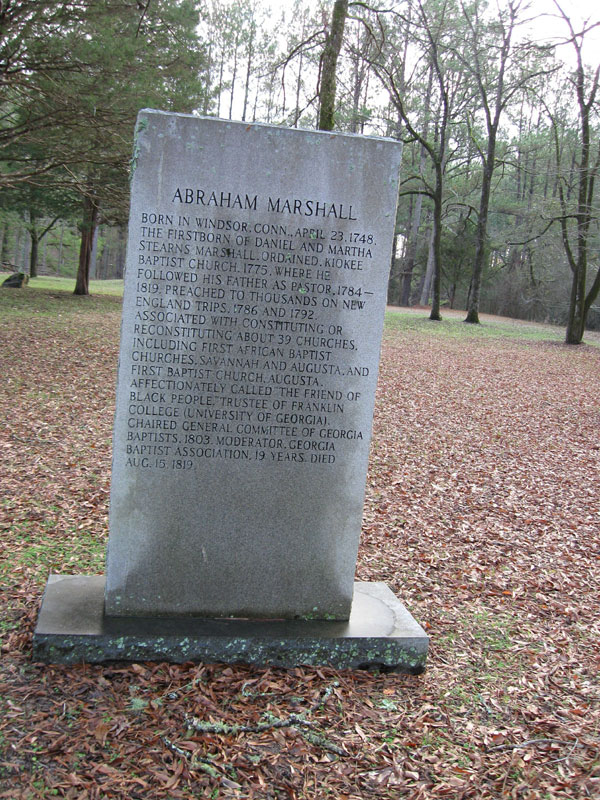 ABRAHAM MARSHALL
BORN IN WINDSOR, CONN., APRIL 23, 1748,
THE FIRSTBORN OF DANIEL AND MARTHA
STEARNS MARSHALL. ORDAINED, KIOKEE
BAPTIST CHURCH, 1775, WHERE HE
FOLLOWED HIS FATHER AS PASTOR, 1784—
1819. PREACHED TO THOUSANDS ON NEW
ENGLAND TRIPS, 1786 AND 1792.
ASSOCIATED WITH CONSTITUTING OR
RECONSTITUTING ABOUT 39 CHURCHES,
INCLUDING FIRST AFRICAN BAPTIST
CHURCHES, SAVANNAH AND AUGUSTA, AND
FIRST BAPTIST CHURCH, AUGUSTA.
AFFECTIONATELY CALLED "THE FRIEND OF
BLACK PEOPLE." TRUSTEE OF FRANKLIN
COLLEGE (UNIVERSITY OF GEORGIA).
CHAIRED GENERAL COMMITTEE OF GEORGIA
BAPTISTS, 1803. MODERATOR, GEORGIA
BAPTIST ASSOCIATION, 19 YEARS. DIED
AUG. 15, 1819.